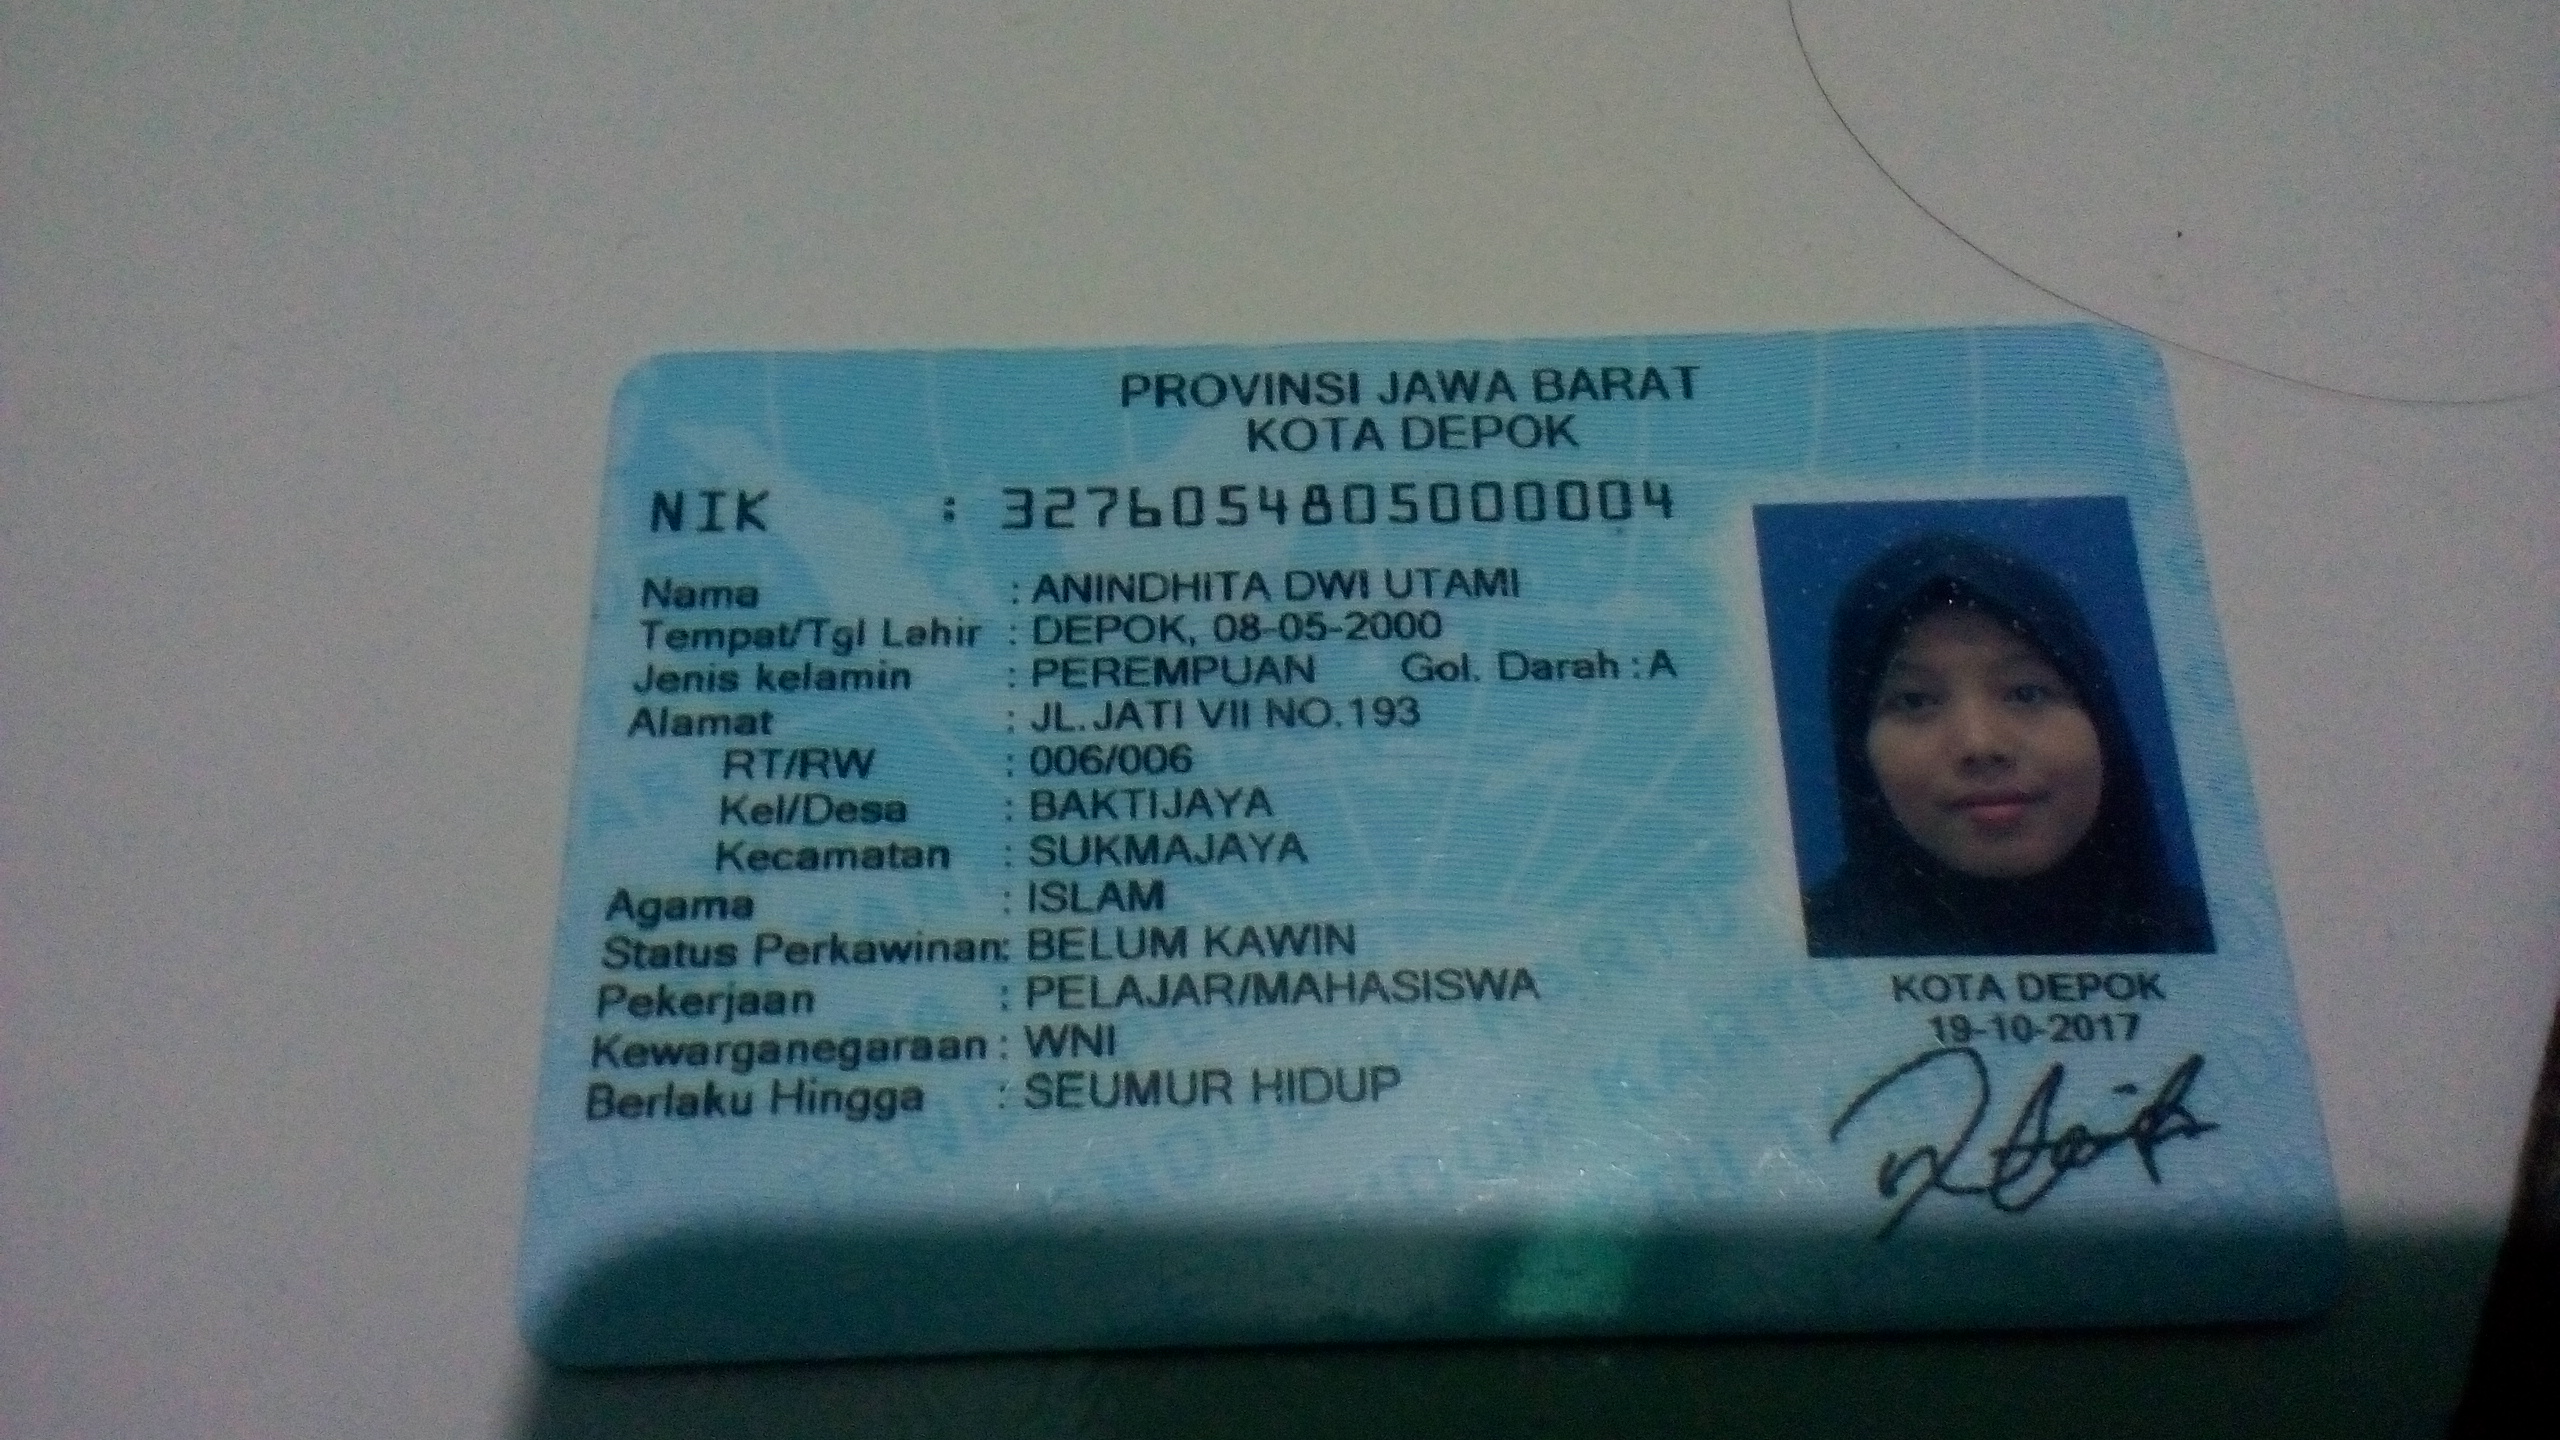 PROVINSI JAWA BARAT
KOTA DEPOK
NIK : 3276054805000004
Nama : ANINDHITA DWI UTAMI
Tempat/Tgl Lahir : DEPOK, 08-05-2000
Jenis kelamin : PEREMPUAN Gol. Darah : A
Alamat : JL.JATI VII NO.193
RT/RW : 006/006
Kel/Desa : BAKTIJAYA
Kecamatan : SUKMAJAYA
Agama : ISLAM
Status Perkawinan: BELUM KAWIN
Pekerjaan : PELAJAR/MAHASISWA
Kewarganegaraan : WNI
Berlaku Hingga : SEUMUR HIDUP
KOTA DEPOK
19-10-2017